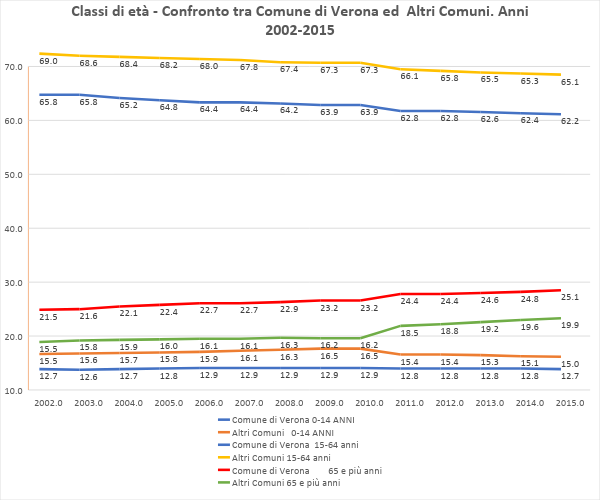 Classi di età - Confronto tra Comune di Verona ed  Altri Comuni. Anni
2002-2015
70.0
60.0
50.0
40.0
30.0
20.0
10.0
69.0 68.6 68.4 68.2 68.0 67.8 67.4 67.3 67.3 66.1 65.8 65.5 65.3 65.1
65.8 65.8 65.2 64.8 64.4 64.4 64.2 63.9 63.9 62.8 62.8 62.6 62.4 62.2
21.5 21.6 22.1 22.4 22.7 22.7 22.9 23.2 23.2 24.4 24.4 24.6 24.8 25.1
15.5 15.8 15.9 16.0 16.1 16.1 16.3 16.2 16.2 18.5 18.8 19.2 19.6 19.9
15.5 15.6 15.7 15.8 15.9 16.1 16.3 16.5 16.5 15.4 15.4 15.3 15.1 15.0
12.7 12.6 12.7 12.8 12.9 12.9 12.9 12.9 12.9 12.8 12.8 12.8 12.8 12.7
2002.0 2003.0 2004.0 2005.0 2006.0 2007.0 2008.0 2009.0 2010.0 2011.0 2012.0 2013.0 2014.0 2015.0
Comune di Verona 0-14 ANNI
Altri Comuni  0-14 ANNI
Comune di Verona  15-64 anni
Altri Comuni 15-64 anni
Comune di Verona      65 e più anni
Altri Comuni 65 e più anni